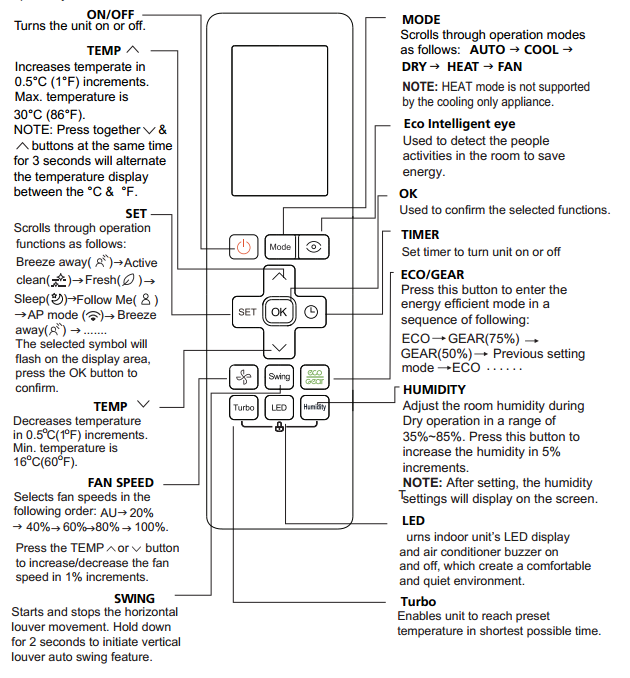 ON/OFF
Turns the unit on or off.
TEMP ︿
Increases temperate in
0.5°C (1°F) increments.
Max. temperature is
30°C (86°F).
NOTE: Press together ﹀ &
︿ buttons at the same time
for 3 seconds will alternate
the temperature display
between the °C & °F.
SET
Scrolls through operation
functions as follows:
Breeze away( )→Active
clean( )→Fresh( )→
Sleep( )→Follow Me( )
→AP mode ( )→ Breeze
away( ) → .......
The selected symbol will
flash on the display area,
press the OK button to
confirm.
TEMP ﹀
Decreases temperature
in 0.5°C(1°F) increments.
Min. temperature is
16°C(60°F).
FAN SPEED
Selects fan speeds in the
following order: AU→ 20%
→ 40%→60%→80%→ 100%.
Press the TEMP ︿ or ﹀ button
to increase/decrease the fan
speed in 1% increments.
SWING
Starts and stops the horizontal
louver movement. Hold down
for 2 seconds to initiate vertical
louver auto swing feature.
Mode
SET
OK
Swing
eco
Gear
Turbo
LED
Humidity
MODE
Scrolls through operation modes
as follows: AUTO → COOL →
DRY → HEAT → FAN
NOTE: HEAT mode is not supported
by the cooling only appliance.
Eco Intelligent eye
Used to detect the people
activities in the room to save
energy.
OK
Used to confirm the selected functions.
TIMER
Set timer to turn unit on or off
ECO/GEAR
Press this button to enter the
energy efficient mode in a
sequence of following:
ECO → GEAR(75%) →
GEAR(50%)→ Previous setting
mode →ECO ······
HUMIDITY
Adjust the room humidity during
Dry operation in a range of
35%~85%. Press this button to
increase the humidity in 5%
increments.
NOTE: After setting, the humidity
T settings will display on the screen.
LED
urns indoor unit's LED display
and air conditioner buzzer on
and off, which create a comfortable
and quiet environment.
Turbo
Enables unit to reach preset
temperature in shortest possible time.